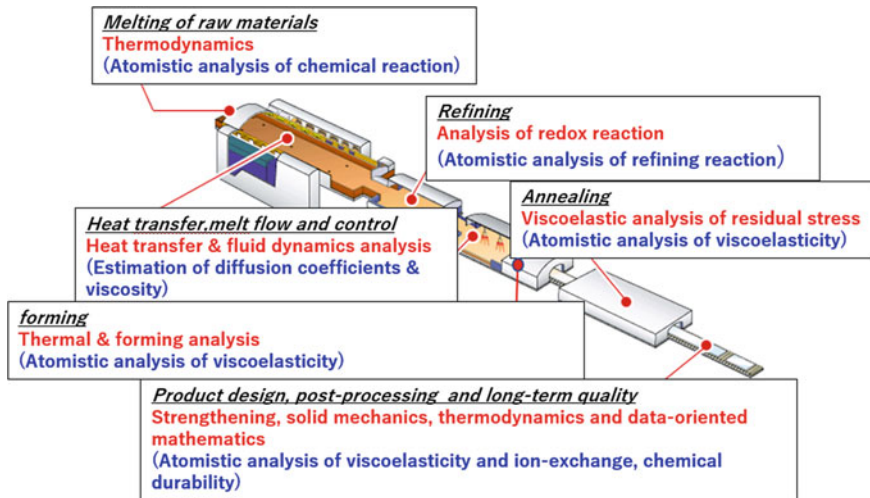 Melting of raw materials
Thermodynamics
(Atomistic analysis of chemical reaction)
Refining
Analysis of redox reaction
(Atomistic analysis of refining reaction)
Annealing
Viscoelastic analysis of residual stress
(Atomistic analysis of viscoelasticity)
Heat transfer,melt flow and control
Heat transfer & fluid dynamics analysis
(Estimation of diffusion coefficients &
viscosity)
forming
Thermal & forming analysis
(Atomistic analysis of viscoelasticity)
Product design, post-processing and long-term quality
Strengthening, solid mechanics, thermodynamics and data-oriented
mathematics
(Atomistic analysis of viscoelasticity and ion-exchange, chemical
durability)